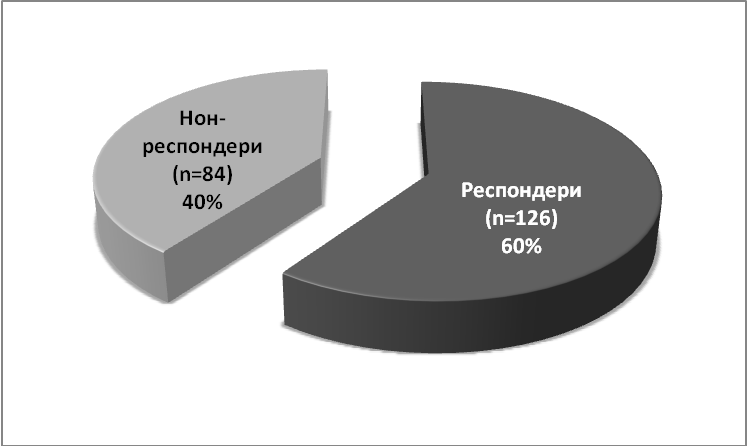 Нон-
респондери
(n=84)
40%
Респондери
(n=126)
60%